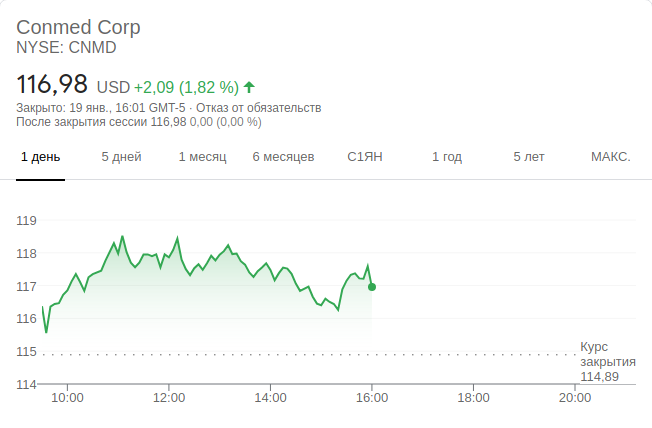 Conmed Corp
NYSE: CNMD
116,98 USD +2,09 (1,82 %)
Закрыто: 19 янв., 16:01 GMT-5 · Отказ от обязательств
После закрытия сессии 116,98 0,00 (0,00 %)
1 день 5 дней 1 месяц 6 месяцев С1ЯН 1 год 5 лет МАКС.
119
118
117
116
115
114
Курс
закрытия
114,89
10:00 12:00 14:00 16:00 18:00 20:00